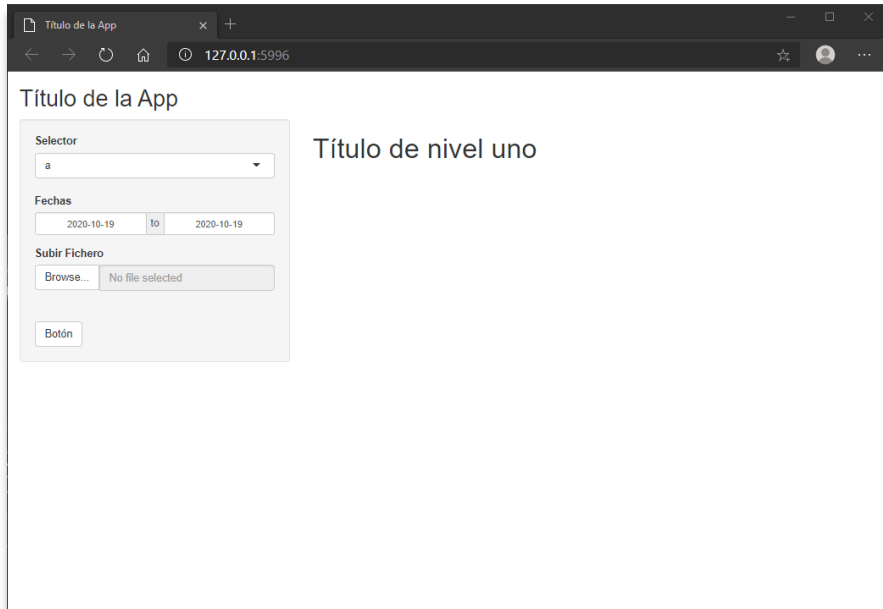 Título de la App
127.0.0.1:5996
Título de la App
Selector
a
Fechas
2020-10-19 to 2020-10-19
Subir Fichero
Browse... No file selected
Botón
Título de nivel uno